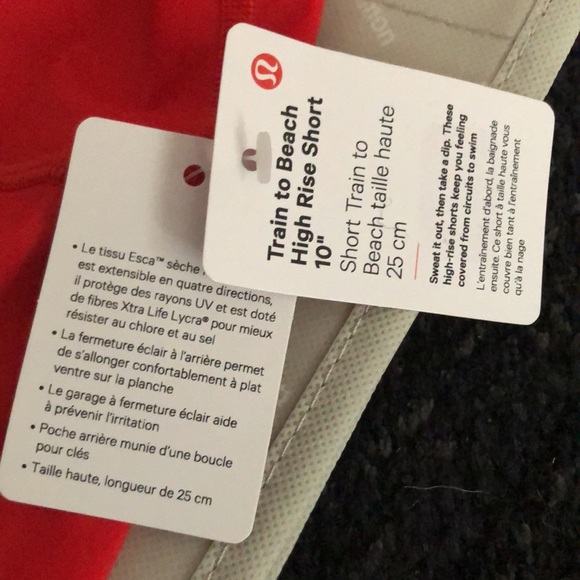 Train to Beach
High Rise Short
10"
Short Train to
Beach taille haute
25 cm
Sweat it out, then take a dip. These
high-rise shorts keep you feeling
covered from circuits to swim
L'entraînement d'abord, la baignade
ensuite. Ce short à taille haute vous
couvre bien tant à l'entraînement
qu'à la nage
• Le tissu Esca™ sèche
est extensible en quatre directions,
il protège des rayons UV et est doté
de fibres Xtra Life Lycra® pour mieux
résister au chlore et au sel
• La fermeture éclair à l'arrière permet
de s'allonger confortablement à plat
ventre sur la planche
• Le garage à fermeture éclair aide
à prévenir l'irritation
• Poche arrière munie d'une boucle
pour clés
• Taille haute, longueur de 25 cm